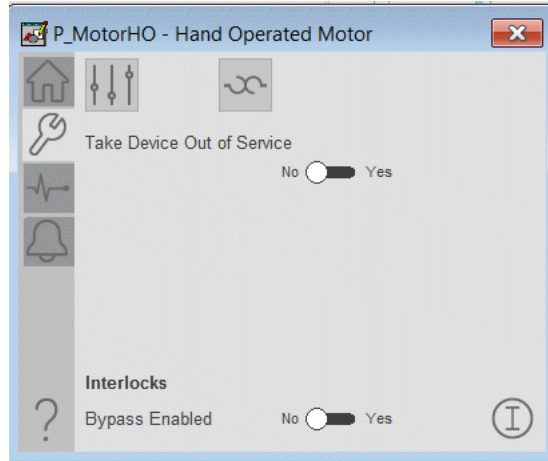 P_MotorHO - Hand Operated Motor
Take Device Out of Service
No Yes
Interlocks
Bypass Enabled No Yes
?
I